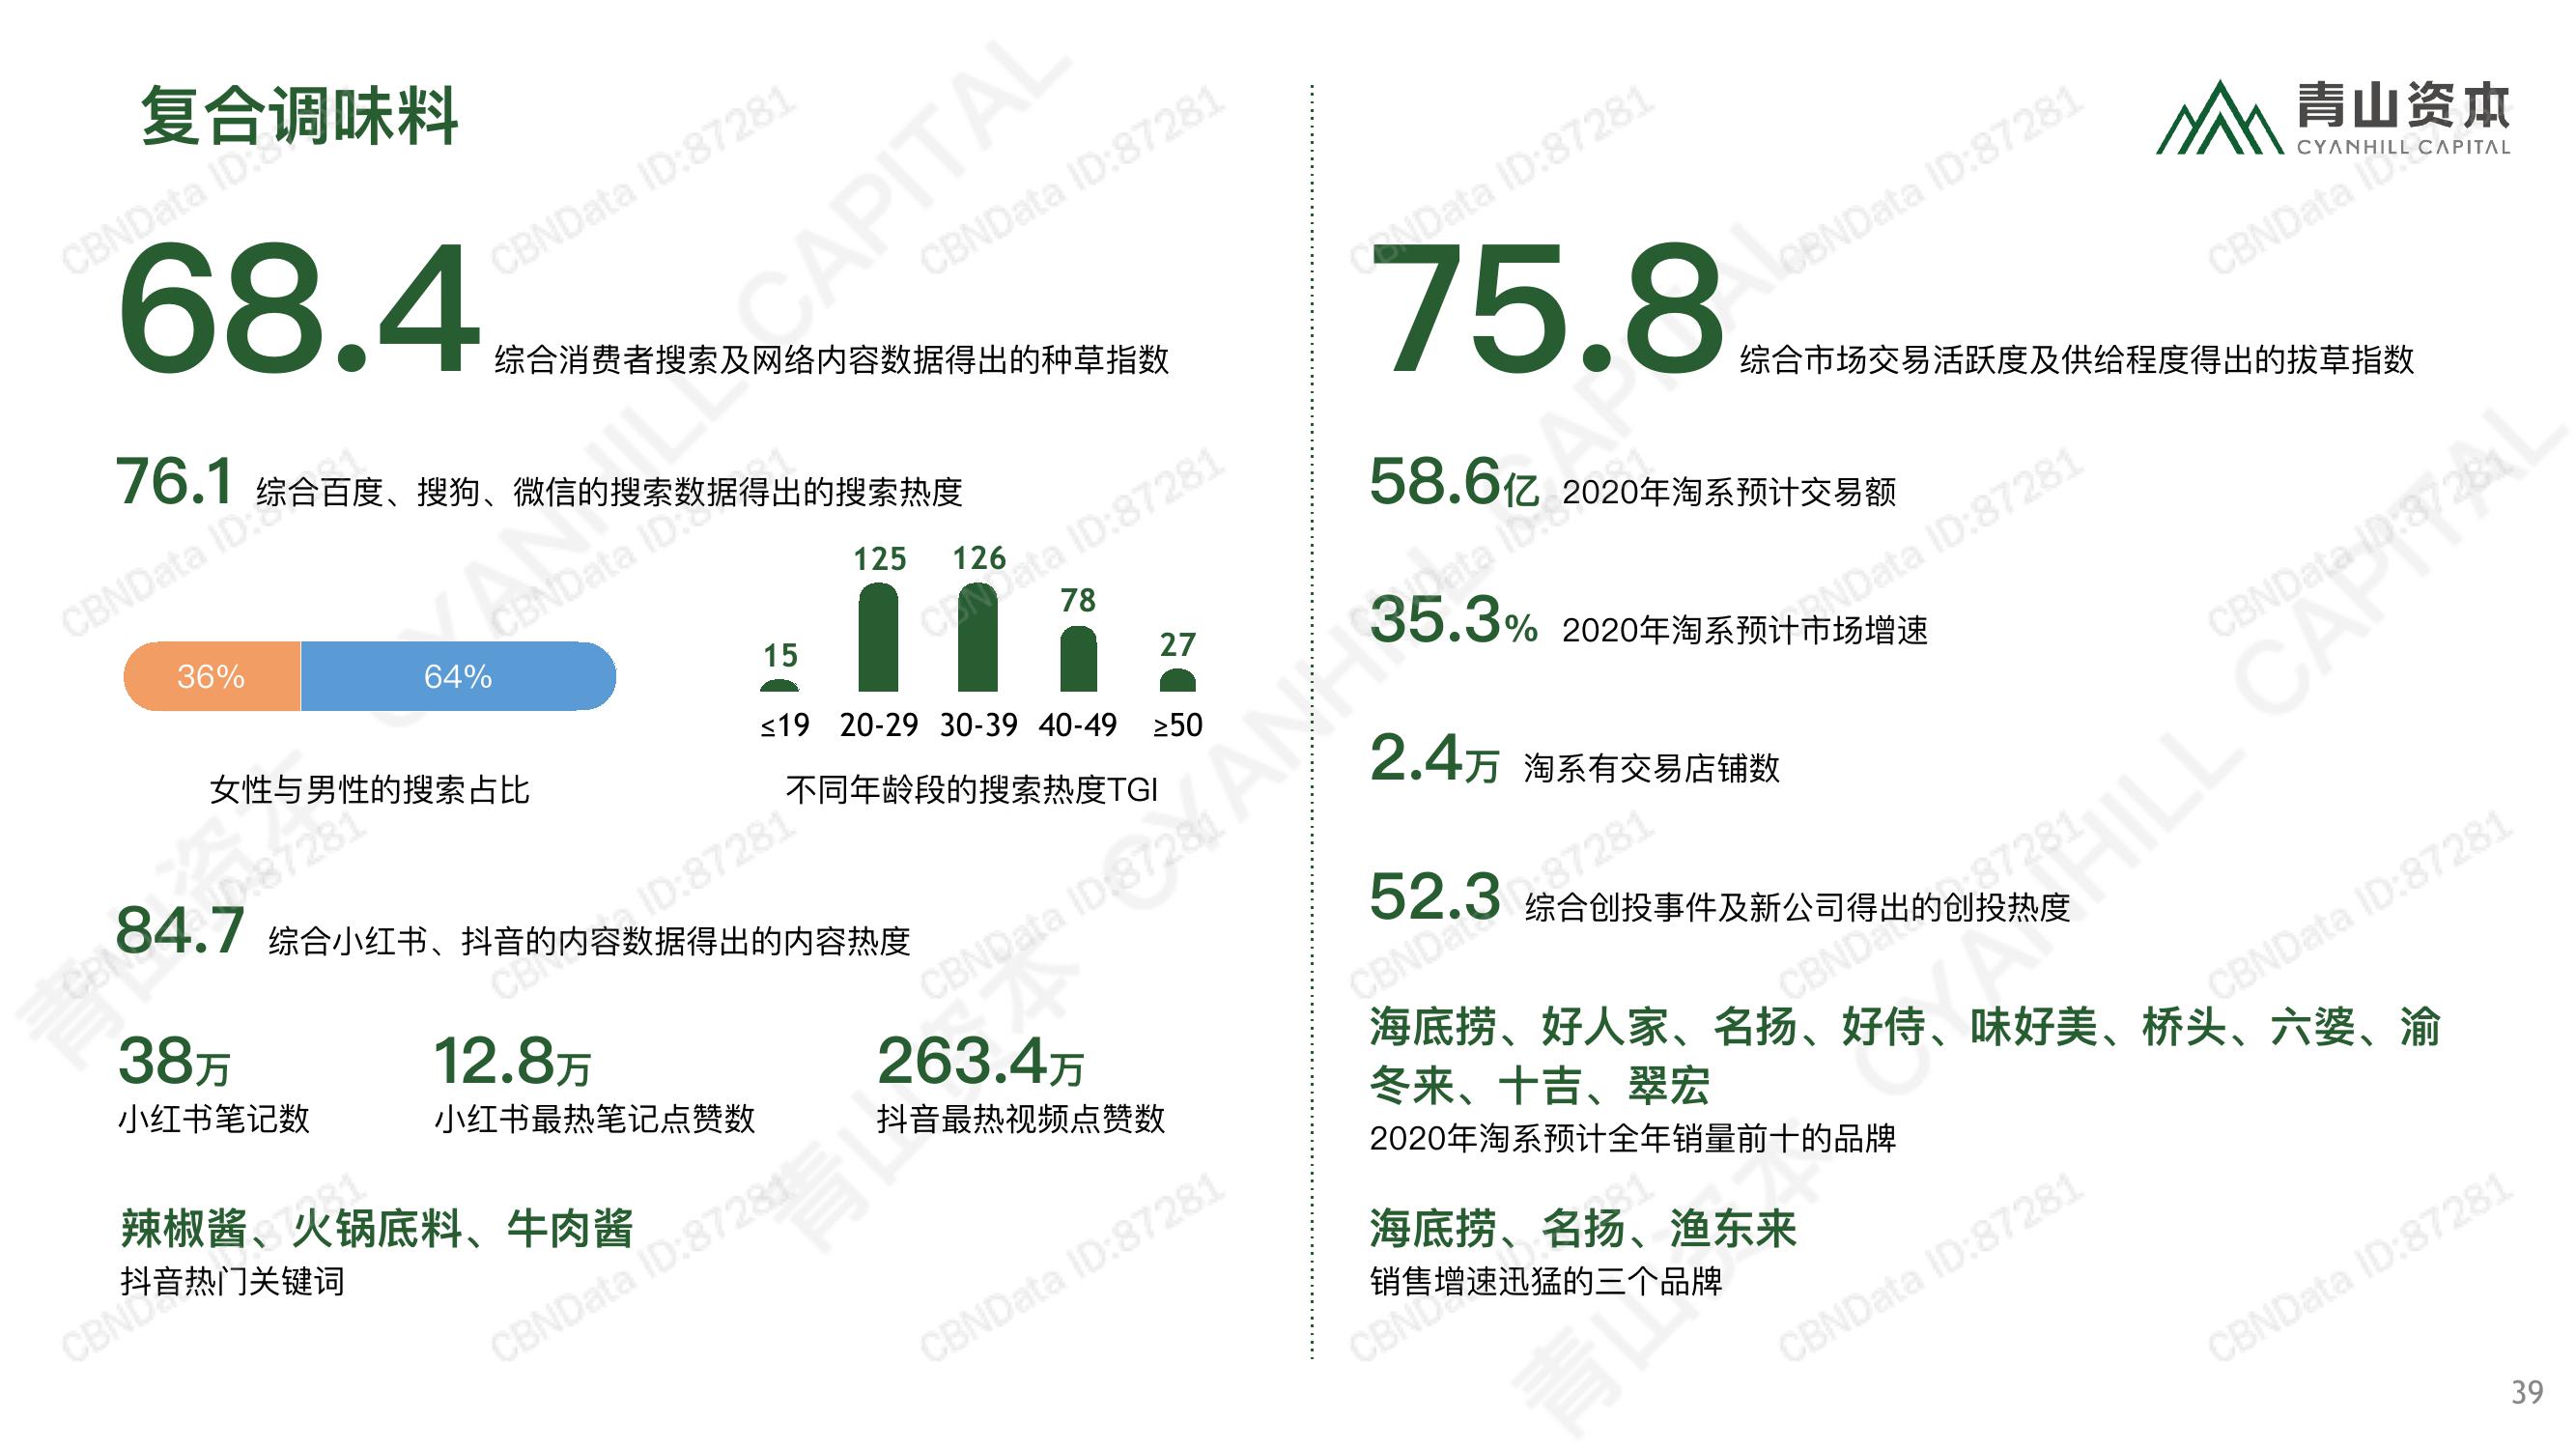 复合调味料
青山资本
CYANHILL CAPITAL
68.4 综合消费者搜索及网络内容数据得出的种草指数
76.1 综合百度、搜狗、微信的搜索数据得出的搜索热度
36% 64%
女性与男性的搜索占比
15 125 126 78 27
≤19 20-29 30-39 40-49 ≥50
不同年龄段的搜索热度TGI
84.7 综合小红书、抖音的内容数据得出的内容热度
38万 12.8万 263.4万
小红书笔记数 小红书最热笔记点赞数 抖音最热视频点赞数
辣椒酱、火锅底料、牛肉酱
抖音热门关键词
75.8 综合市场交易活跃度及供给程度得出的拔草指数
58.6亿 2020年淘系预计交易额
35.3% 2020年淘系预计市场增速
2.4万 淘系有交易店铺数
52.3 综合创投事件及新公司得出的创投热度
海底捞、好人家、名扬、好侍、味好美、桥头、六婆、渝
冬来、十吉、翠宏
2020年淘系预计全年销量前十的品牌
海底捞、名扬、渔东来
销售增速迅猛的三个品牌
39
青山资本 CYANHILL CAPITAL
CBNData ID:87281